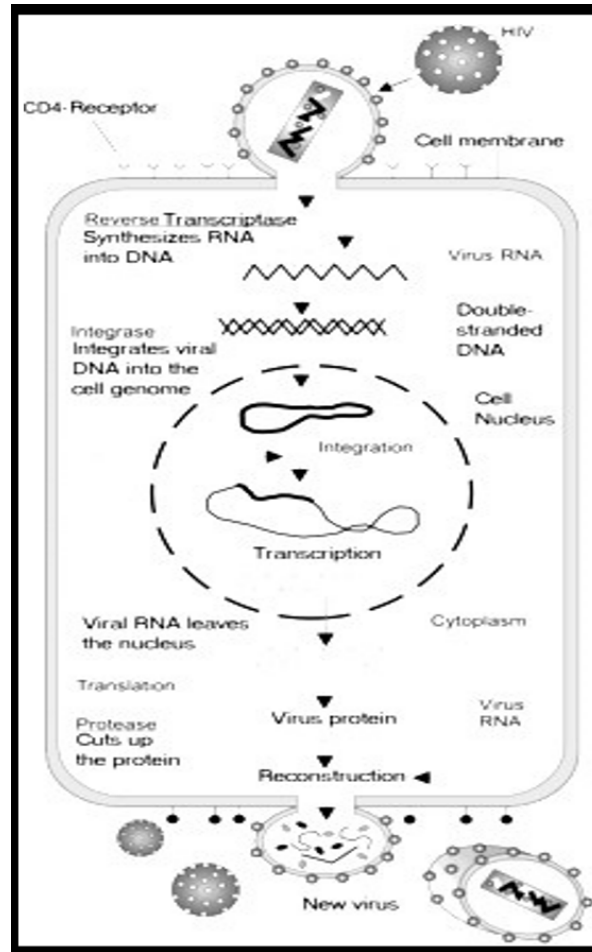 HIV
CD4-Receptor
Cell membrane
Reverse Transcriptase
Synthesizes RNA
into DNA
Virus RNA
Double-
stranded
DNA
Integrase
Integrates viral
DNA into the
cell genome
Cell
Nucleus
Integration
Transcription
Viral RNA leaves
the nucleus
Cytoplasm
Translation
Virus protein
Virus
RNA
Protease
Cuts up
the protein
Reconstruction
New virus